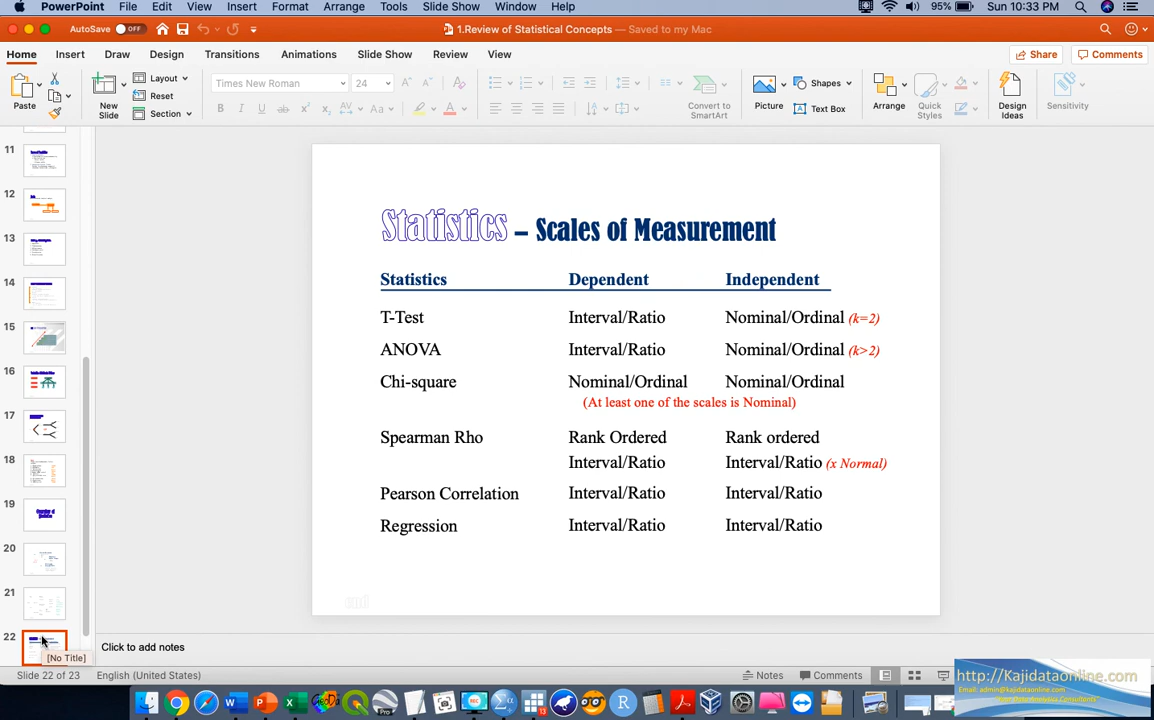 PowerPoint File Edit View Insert Format Arrange Tools Slide Show Window Help 95% Sun 10:33 PM
AutoSave OFF 1.Review of Statistical Concepts — Saved to my Mac
Home Insert Draw Design Transitions Animations Slide Show Review View Share Comments
Paste New Slide Layout Reset Section Times New Roman 24 Convert to SmartArt Picture Shapes Text Box Arrange Quick Styles Design Ideas Sensitivity
11
12
13
14
15
16
17
18
19
20
21
22
Statistics – Scales of Measurement
Statistics Dependent Independent
T-Test Interval/Ratio Nominal/Ordinal (k=2)
ANOVA Interval/Ratio Nominal/Ordinal (k>2)
Chi-square Nominal/Ordinal Nominal/Ordinal
(At least one of the scales is Nominal)
Spearman Rho Rank Ordered Rank ordered
Interval/Ratio Interval/Ratio (x Normal)
Pearson Correlation Interval/Ratio Interval/Ratio
Regression Interval/Ratio Interval/Ratio
end
Click to add notes
[No Title]
Slide 22 of 23 English (United States) Notes Comments
http://Kajidataonline.com
Email: admin@kajidataonline.com